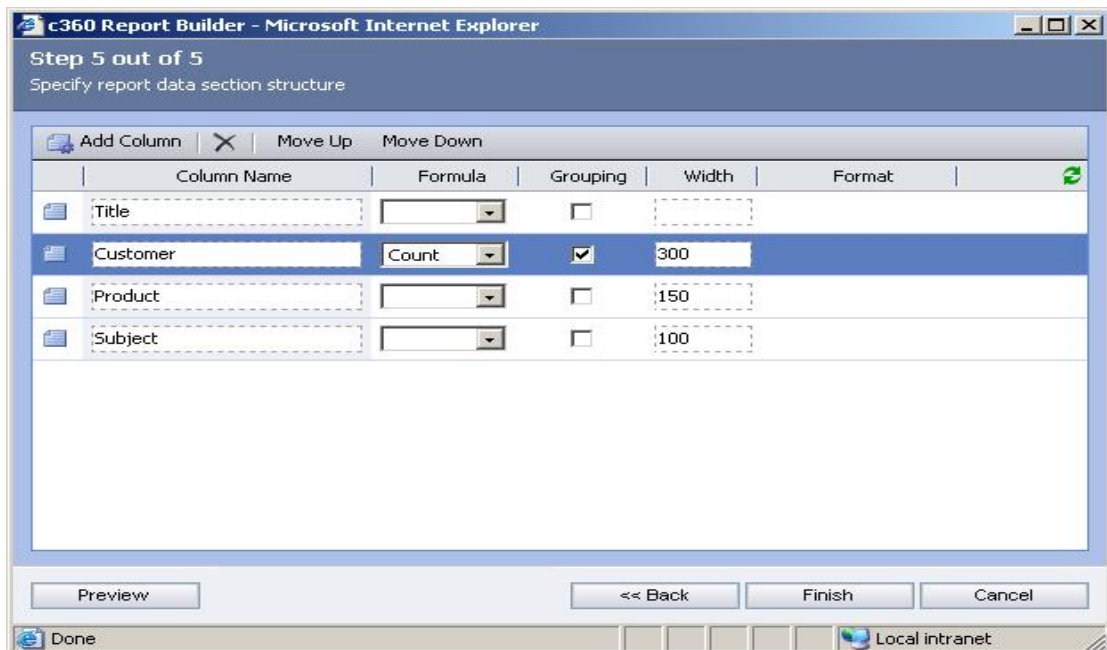 c360 Report Builder - Microsoft Internet Explorer
Step 5 out of 5
Specify report data section structure
Add Column Move Up Move Down
Column Name Formula Grouping Width Format
Title
Customer Count 300
Product 150
Subject 100
Preview << Back Finish Cancel
Done Local intranet